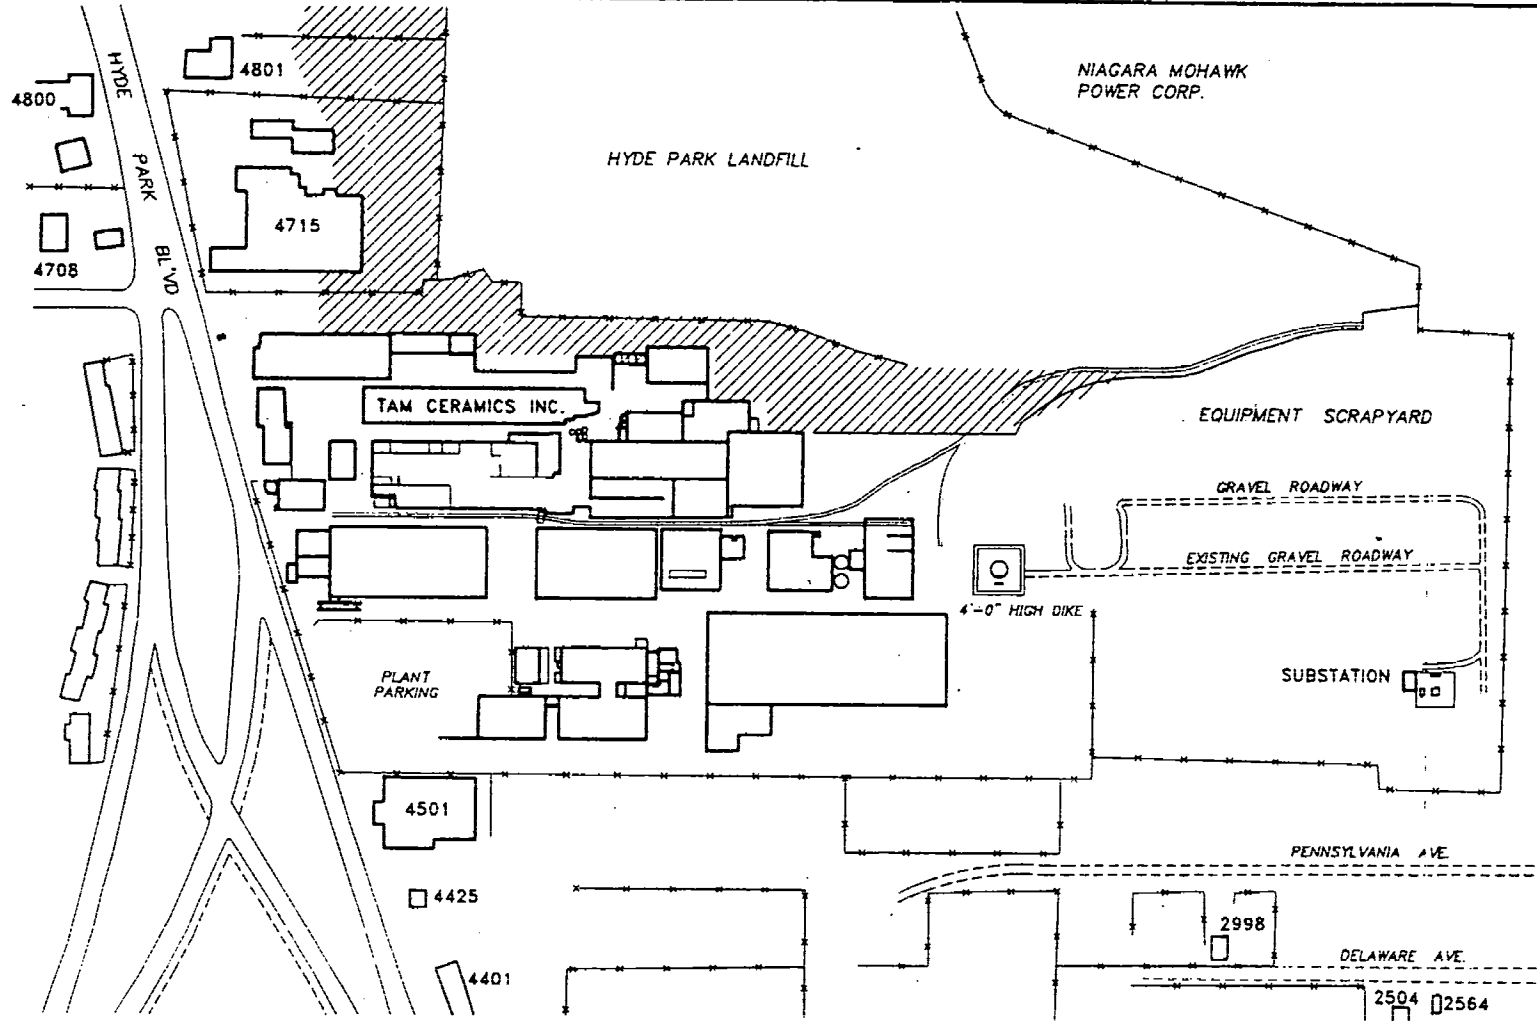 HYDE
PARK
BL'VD
4801
4800
NIAGARA MOHAWK
POWER CORP.
HYDE PARK LANDFILL
4715
4708
TAM CERAMICS INC.
EQUIPMENT SCRAPYARD
GRAVEL ROADWAY
EXISTING GRAVEL ROADWAY
4'-0" HIGH DIKE
PLANT
PARKING
SUBSTATION
4501
PENNSYLVANIA AVE.
4425
2998
DELAWARE AVE.
4401
2504
2564